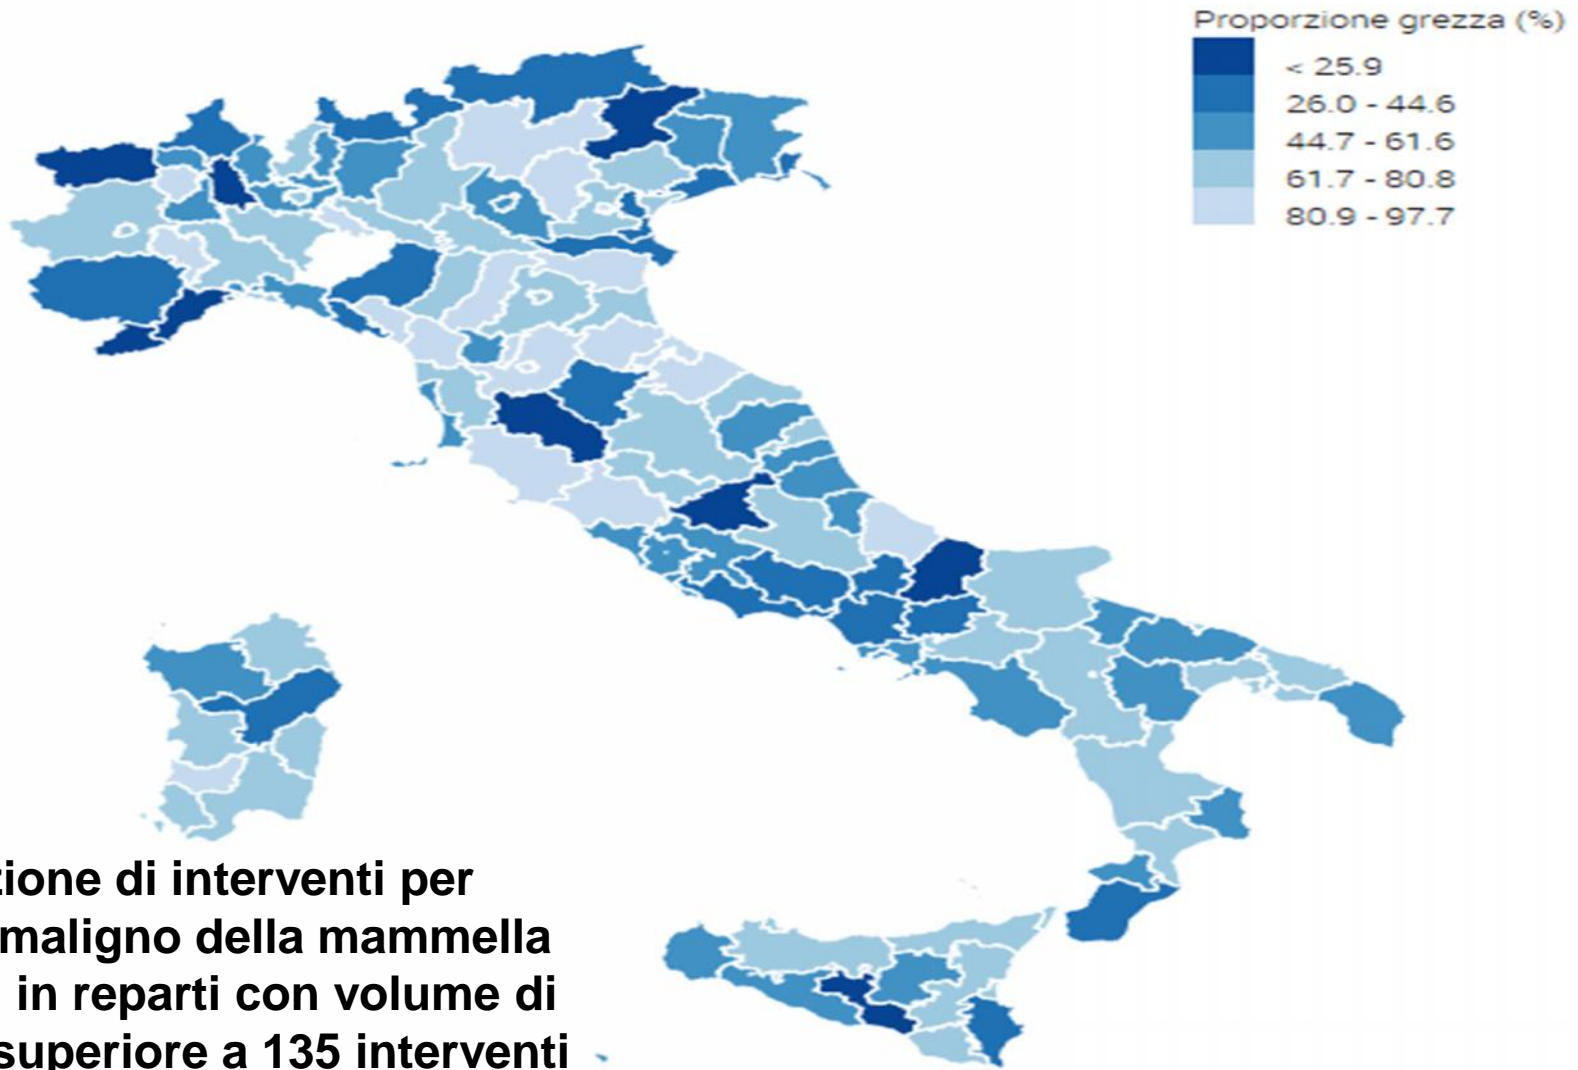 Proporzione grezza (%)
< 25.9
26.0 - 44.6
44.7 - 61.6
61.7 - 80.8
80.9 - 97.7
zione di interventi per
maligno della mammella
in reparti con volume di
superiore a 135 interventi